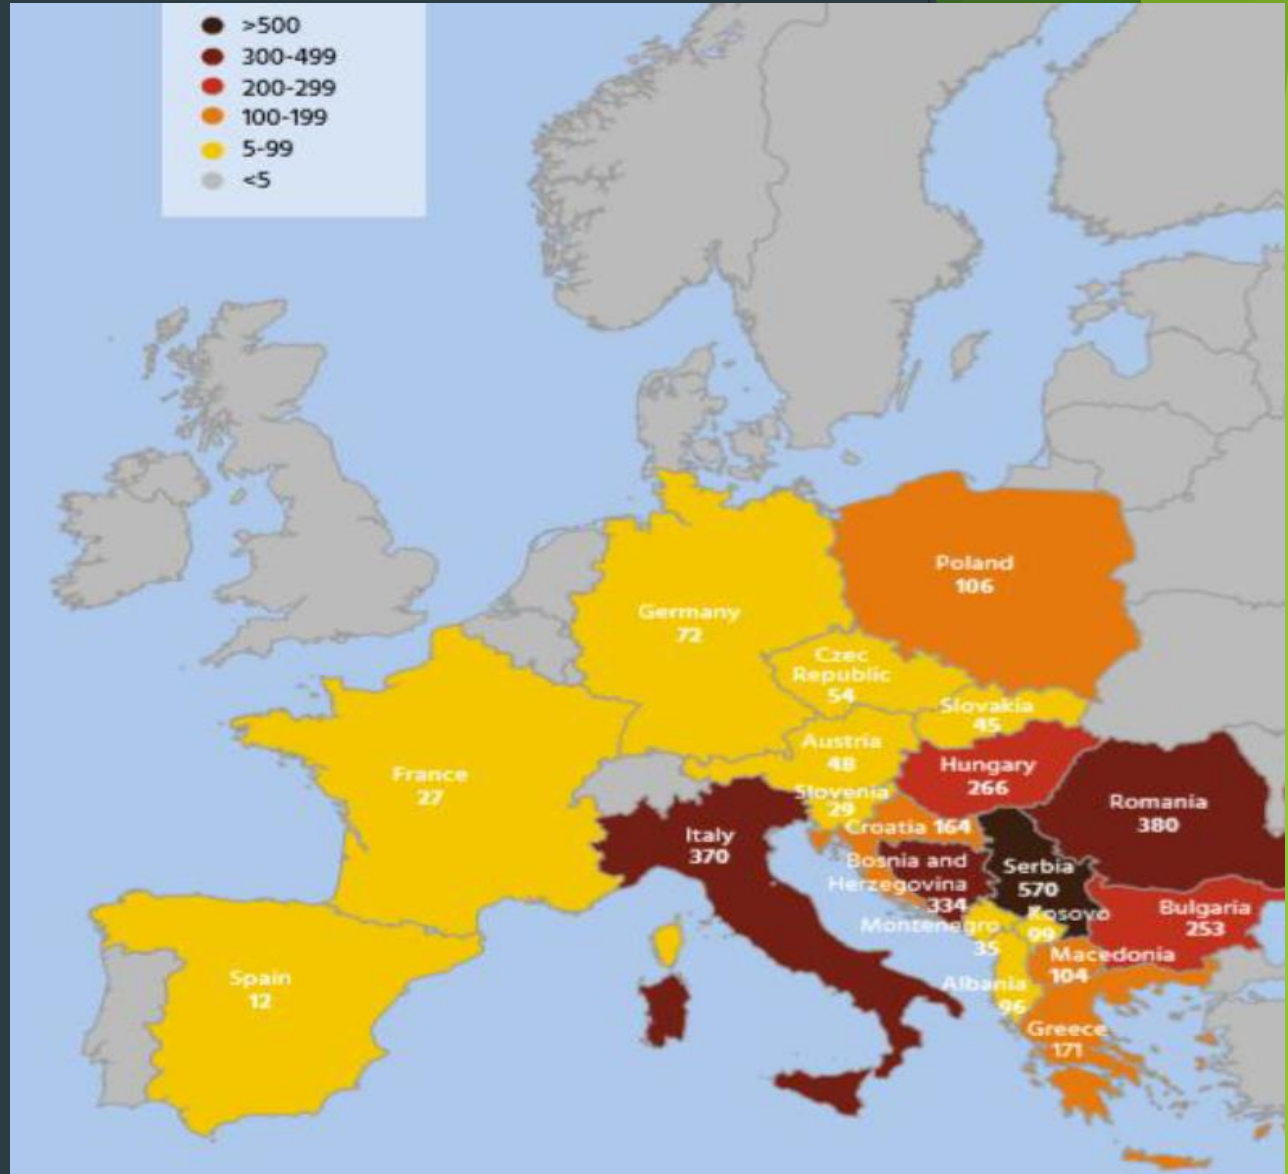 >500
300-499
200-299
100-199
5-99
<5
Poland
106
Germany
72
Czec
Republic
54
Slovakia
45
Austria
48
Hungary
266
France
27
Slovenia
29
Romania
380
Italy
370
Croatia 164
Bosnia and
Herzegovina
334
Serbia
570
Kosovo
99
Bulgaria
253
Montenegro
35
Macedonia
104
Spain
12
Albania
96
Greece
171